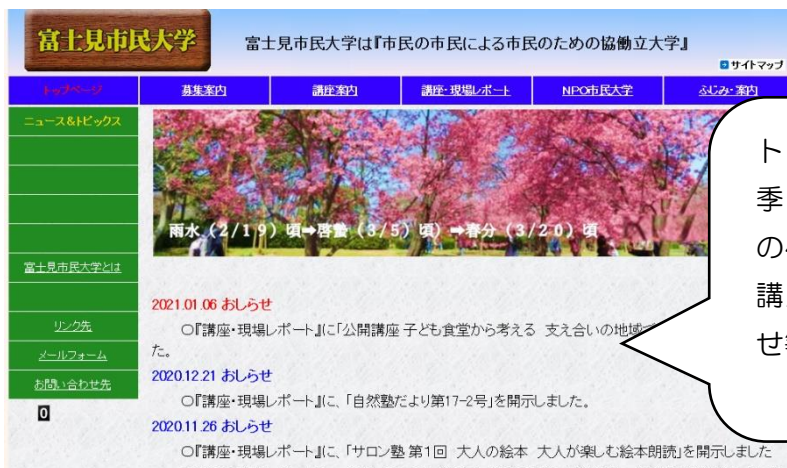 富士見市民大学
富士見市民大学は『市民の市民による市民のための協働立大学』
サイトマップ
トップページ 募集案内 講座案内 講座・現場レポート NPO市民大学 ふじみ・案内
ニュース&トピックス
雨水(2/19)頃➡啓蟄(3/5)頃)➡春分(3/20)頃
富士見市民大学とは
リンク先
メールフォーム
お問い合わせ先
0
2021.01.06 おしらせ
○『講座・現場レポート』に「公開講座 子ども食堂から考える 支え合いの地域
た。
2020.12.21 おしらせ
○『講座・現場レポート』に、「自然塾だより第17-2号」を開示しました。
2020.11.26 おしらせ
○『講座・現場レポート』に、「サロン塾 第1回 大人の絵本 大人が楽しむ絵本朗読」を開示しました
ト
季
の
講
せ